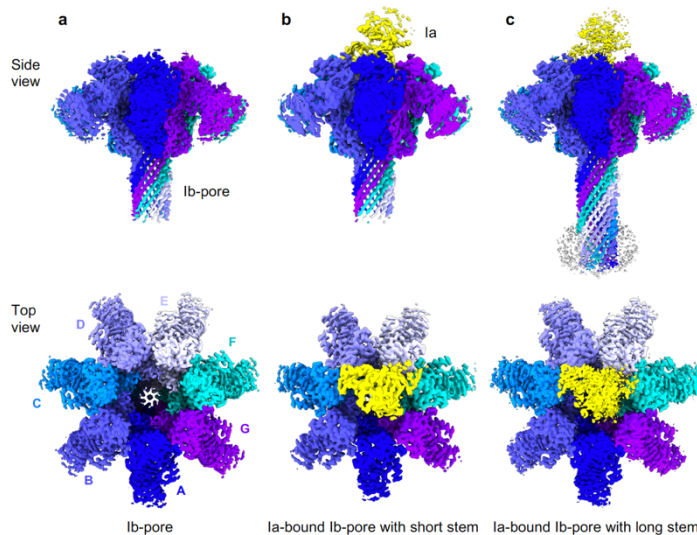 a
b
c
Side
view
Ia
Ib-pore
Top
view
D
E
F
C
G
B
A
Ib-pore
Ia-bound Ib-pore with short stem
Ia-bound Ib-pore with long stem